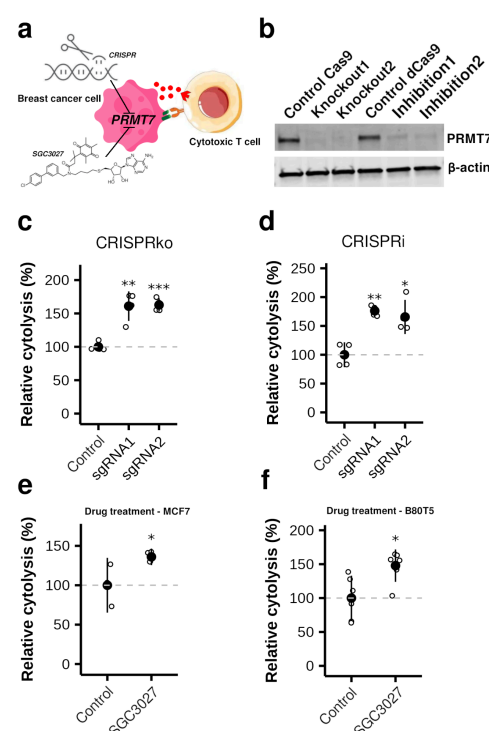 a
CRISPR
Breast cancer cell
PRMT7
Cytotoxic T cell
SGC3027
b
Control Cas9
Knockout1
Knockout2
Control dCas9
Inhibition1
Inhibition2
PRMT7
β-actin
c
CRISPRko
Relative cytolysis (%)
200
150
100
50
0
**
***
Control
sgRNA1
sgRNA2
d
CRISPRi
Relative cytolysis (%)
250
200
150
100
50
0
**
*
Control
sgRNA1
sgRNA2
e
Drug treatment - MCF7
Relative cytolysis (%)
150
100
50
0
*
Control
SGC3027
f
Drug treatment - B80T5
Relative cytolysis (%)
200
150
100
50
0
*
Control
SGC3027